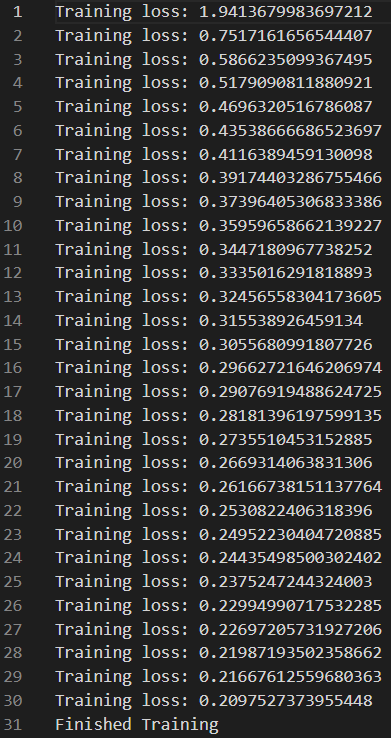 1 Training loss: 1.9413679983697212
2 Training loss: 0.7517161656544407
3 Training loss: 0.5866235099367495
4 Training loss: 0.5179090811880921
5 Training loss: 0.4696320516786087
6 Training loss: 0.43538666686523697
7 Training loss: 0.4116389459130098
8 Training loss: 0.39174403286755466
9 Training loss: 0.37396405306833386
10 Training loss: 0.35959658662139227
11 Training loss: 0.3447180967738252
12 Training loss: 0.3335016291818893
13 Training loss: 0.32456558304173605
14 Training loss: 0.315538926459134
15 Training loss: 0.3055680991807726
16 Training loss: 0.29662721646206974
17 Training loss: 0.29076919488624725
18 Training loss: 0.28181396197599135
19 Training loss: 0.2735510453152885
20 Training loss: 0.2669314063831306
21 Training loss: 0.26166738151137764
22 Training loss: 0.2530822406318396
23 Training loss: 0.24952230404720885
24 Training loss: 0.24435498500302402
25 Training loss: 0.2375247244324003
26 Training loss: 0.22994990717532285
27 Training loss: 0.22697205731927206
28 Training loss: 0.21987193502358662
29 Training loss: 0.21667612559680363
30 Training loss: 0.2097527373955448
31 Finished Training